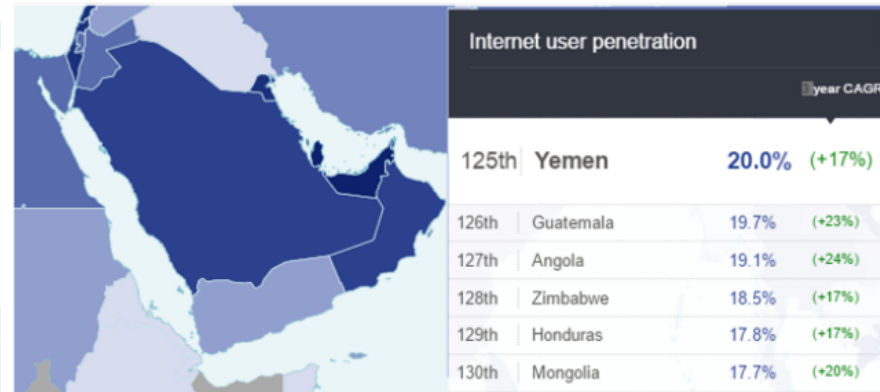 Internet user penetration
3 year CAGR
125th Yemen 20.0% (+17%)
126th Guatemala 19.7% (+23%)
127th Angola 19.1% (+24%)
128th Zimbabwe 18.5% (+17%)
129th Honduras 17.8% (+17%)
130th Mongolia 17.7% (+20%)